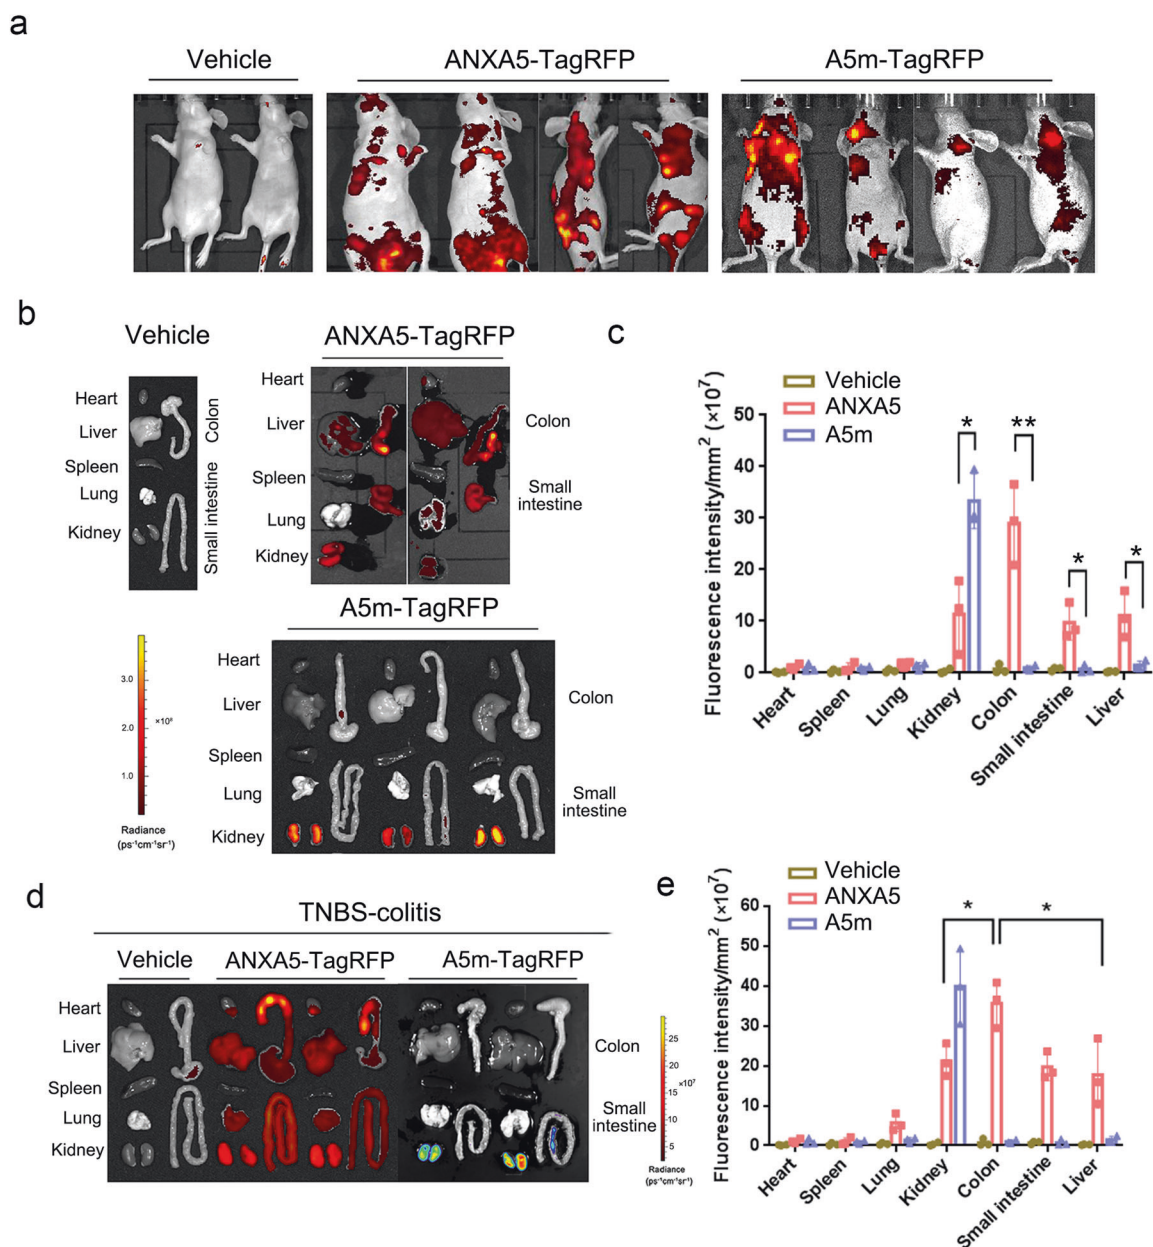 a
Vehicle
ANXA5-TagRFP
A5m-TagRFP
b
Vehicle
Heart
Liver
Spleen
Lung
Kidney
Colon
Small intestine
ANXA5-TagRFP
Heart
Liver
Spleen
Lung
Kidney
Colon
Small
intestine
A5m-TagRFP
Heart
Liver
Spleen
Lung
Kidney
Colon
Small
intestine
3.0
2.0
1.0
×10⁸
Radiance
(ps⁻¹cm⁻¹sr⁻¹)
c
Vehicle
ANXA5
A5m
Fluorescence intensity/mm² (×10⁷)
50
40
30
20
10
0
*
**
*
*
Heart
Spleen
Lung
Kidney
Colon
Small intestine
Liver
d
TNBS-colitis
Vehicle
ANXA5-TagRFP
A5m-TagRFP
Heart
Liver
Spleen
Lung
Kidney
Colon
Small
intestine
25
20
15
10
5
×10⁷
Radiance
(ps⁻¹cm⁻¹sr⁻¹)
e
Vehicle
ANXA5
A5m
Fluorescence intensity/mm² (×10⁷)
60
50
40
30
20
10
0
*
*
Heart
Spleen
Lung
Kidney
Colon
Small intestine
Liver